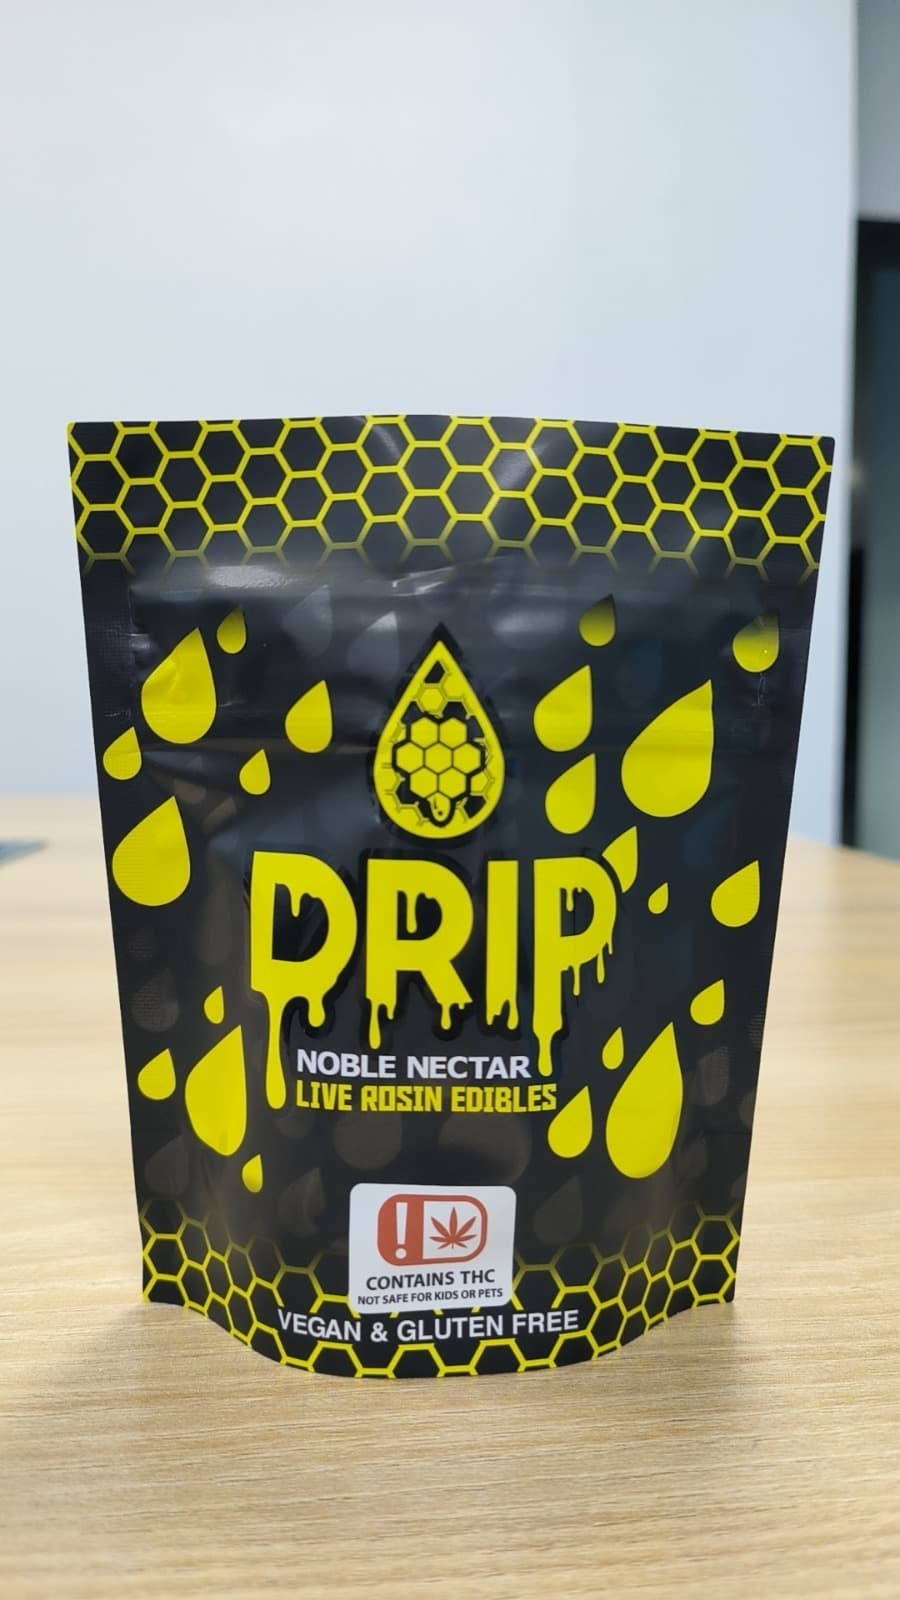 DRIP
NOBLE NECTAR
LIVE ROSIN EDIBLES
!
CONTAINS THC
NOT SAFE FOR KIDS OR PETS
VEGAN & GLUTEN FREE